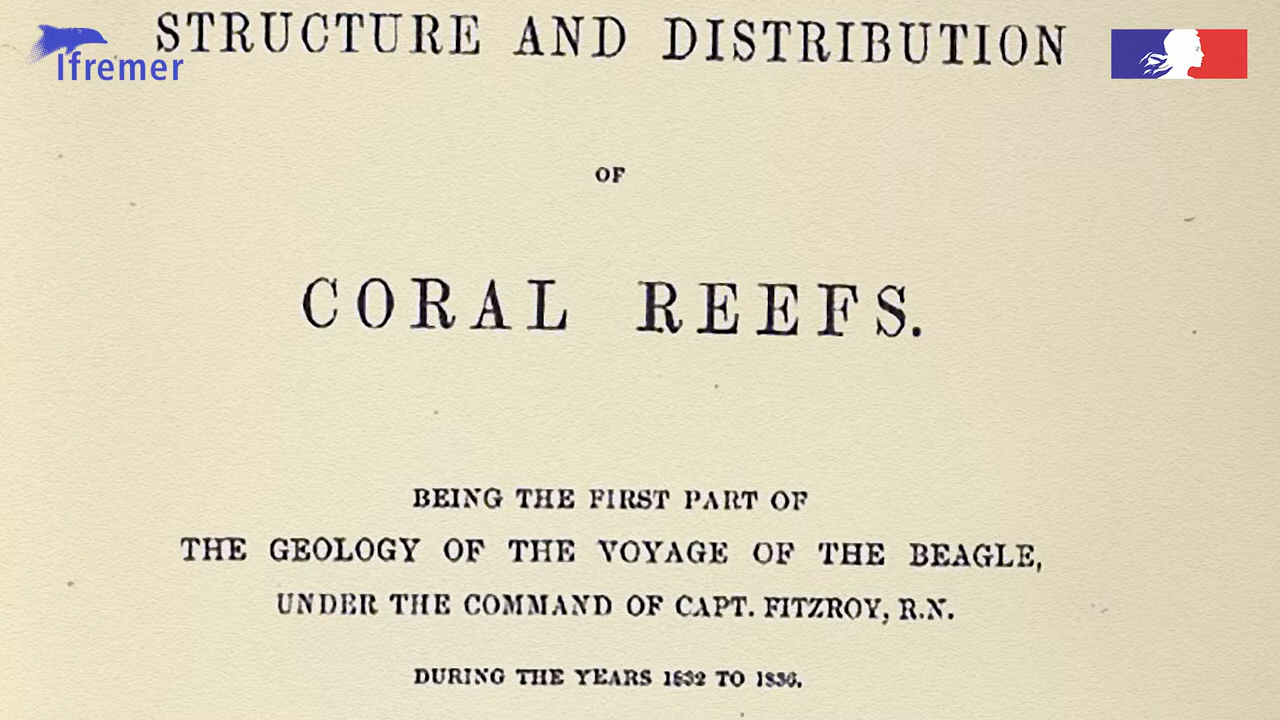 Ifremer
STRUCTURE AND DISTRIBUTION
OF
CORAL REEFS.
BEING THE FIRST PART OF
THE GEOLOGY OF THE VOYAGE OF THE BEAGLE,
UNDER THE COMMAND OF CAPT. FITZROY, R.N.
DURING THE YEARS 1832 TO 1836.